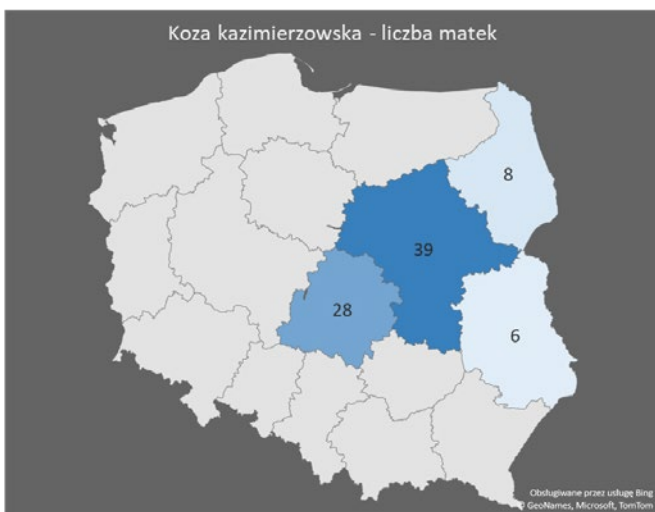 Koza kazimierzowska - liczba matek
8
39
28
6
Obsługiwane przez usługę Bing
© GeoNames, Microsoft, TomTom